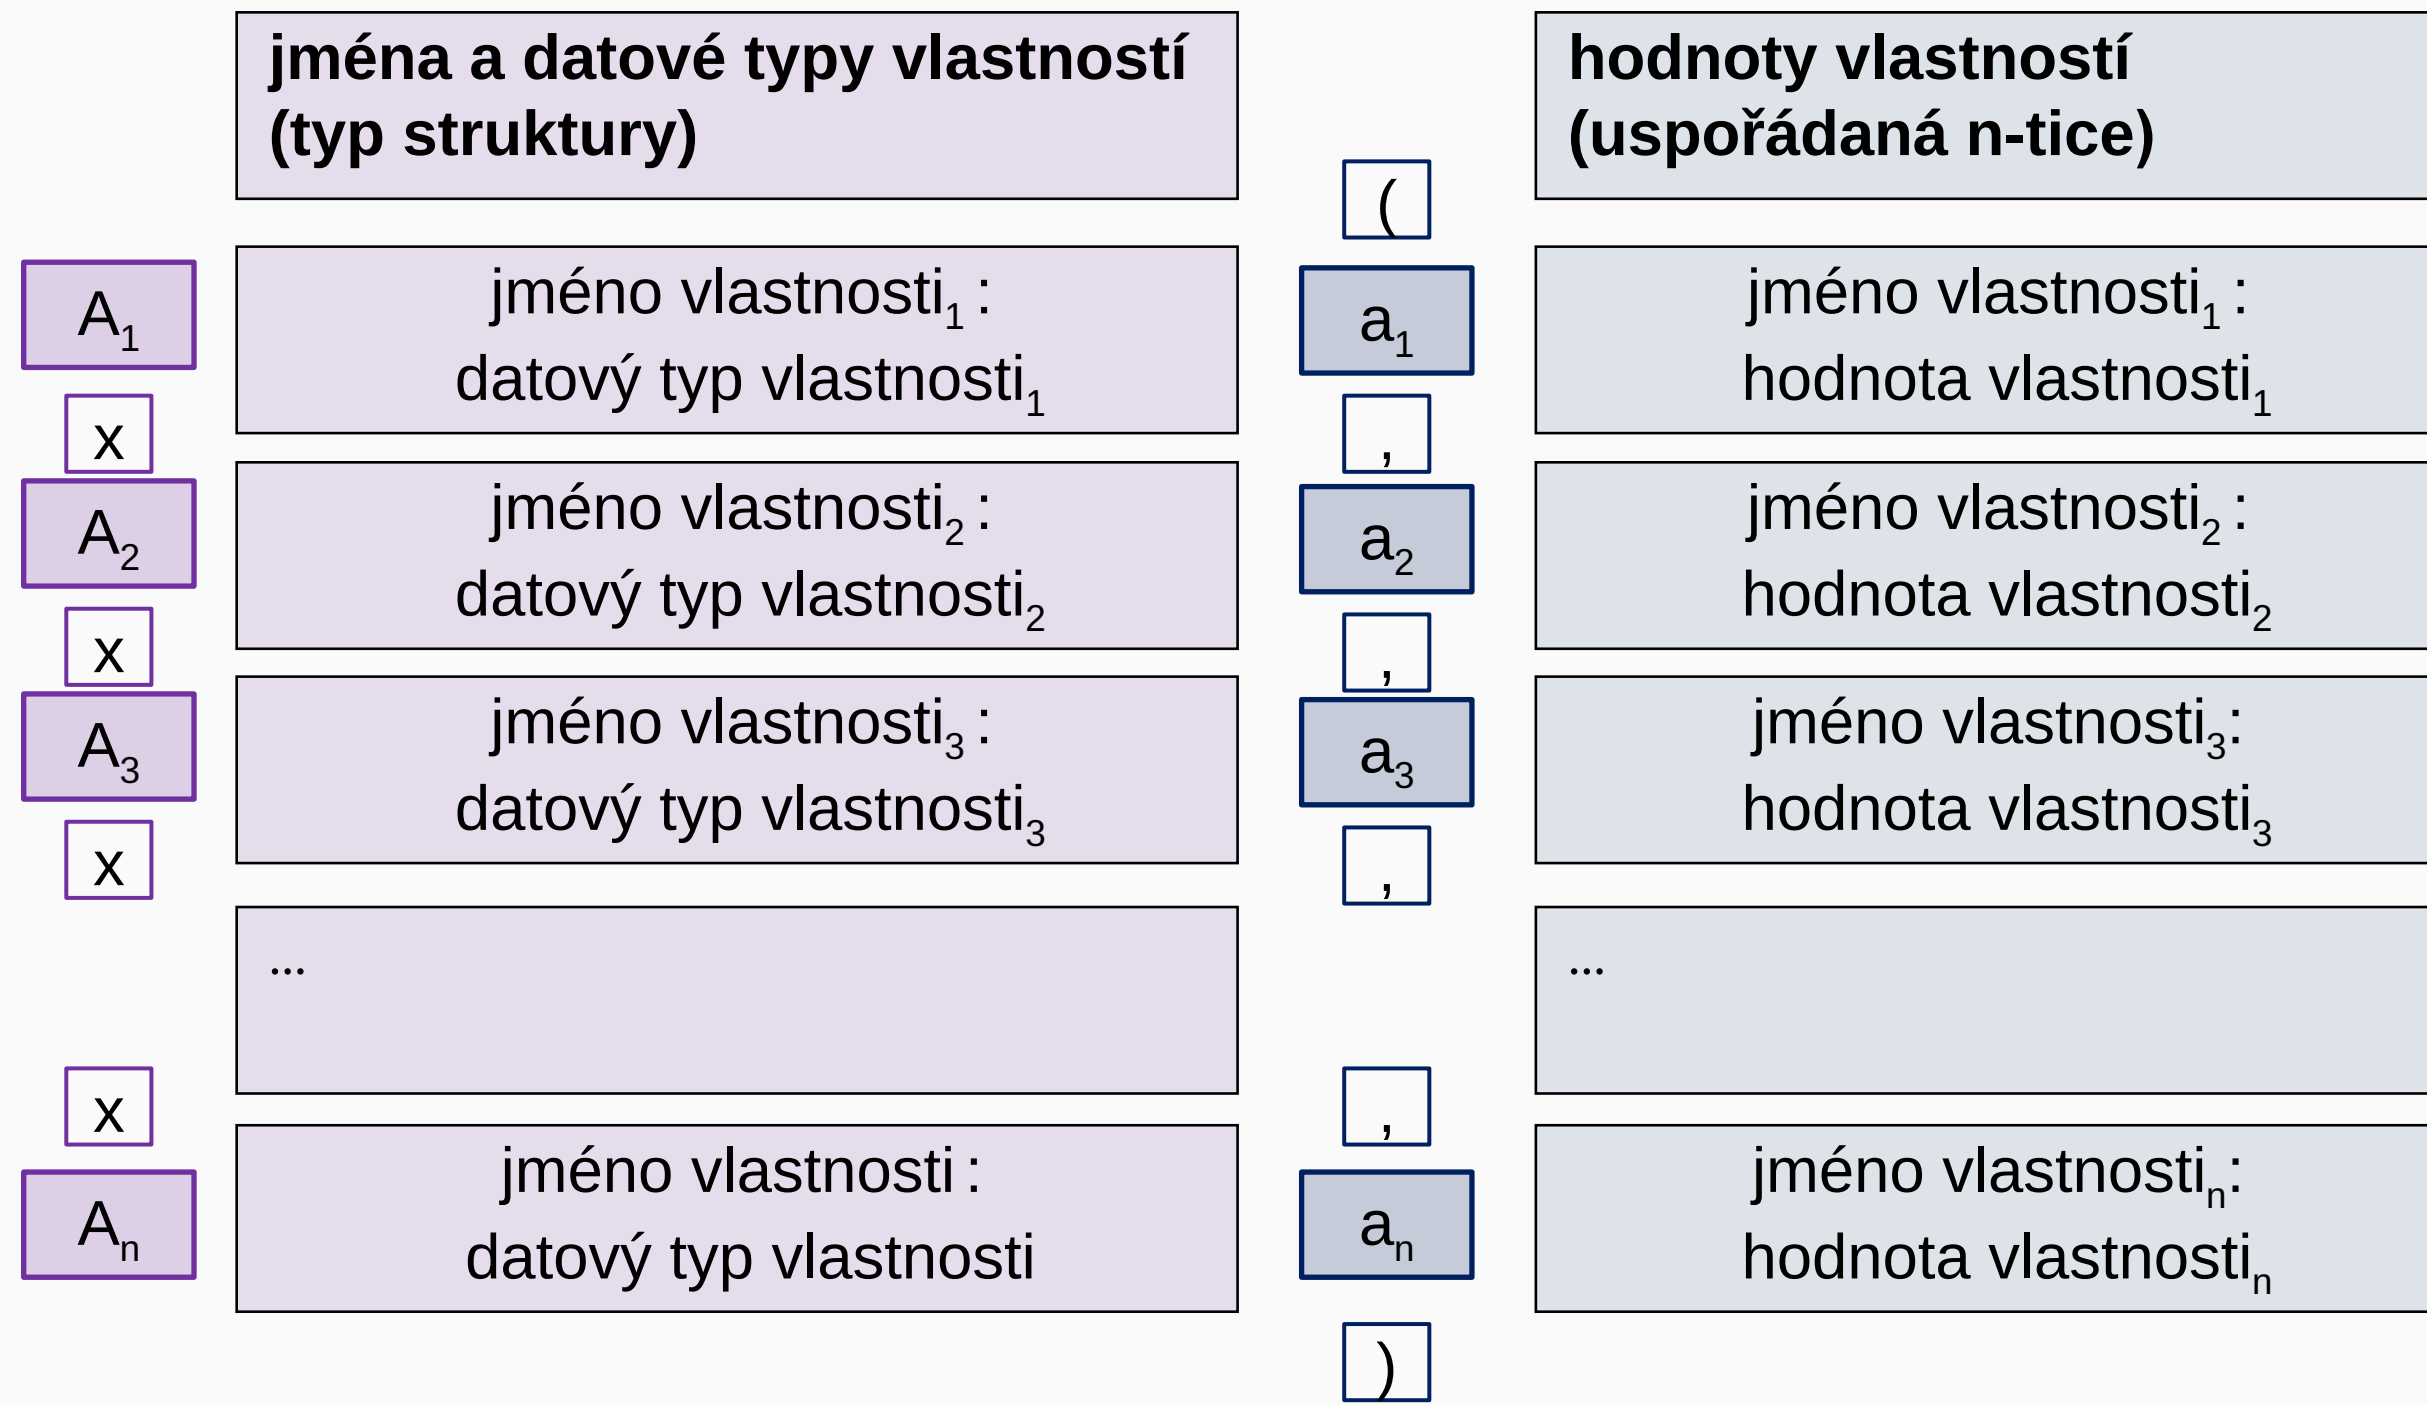 jména a datové typy vlastností
(typ struktury)
hodnoty vlastností
(uspořádaná n-tice)
(
A₁
jméno vlastnosti₁ :
datový typ vlastnosti₁
a₁
jméno vlastnosti₁ :
hodnota vlastnosti₁
x
,
A₂
jméno vlastnosti₂ :
datový typ vlastnosti₂
a₂
jméno vlastnosti₂ :
hodnota vlastnosti₂
x
,
A₃
jméno vlastnosti₃ :
datový typ vlastnosti₃
a₃
jméno vlastnosti₃:
hodnota vlastnosti₃
x
,
...
...
x
,
Aₙ
jméno vlastnosti :
datový typ vlastnosti
aₙ
jméno vlastnostiₙ:
hodnota vlastnostiₙ
)